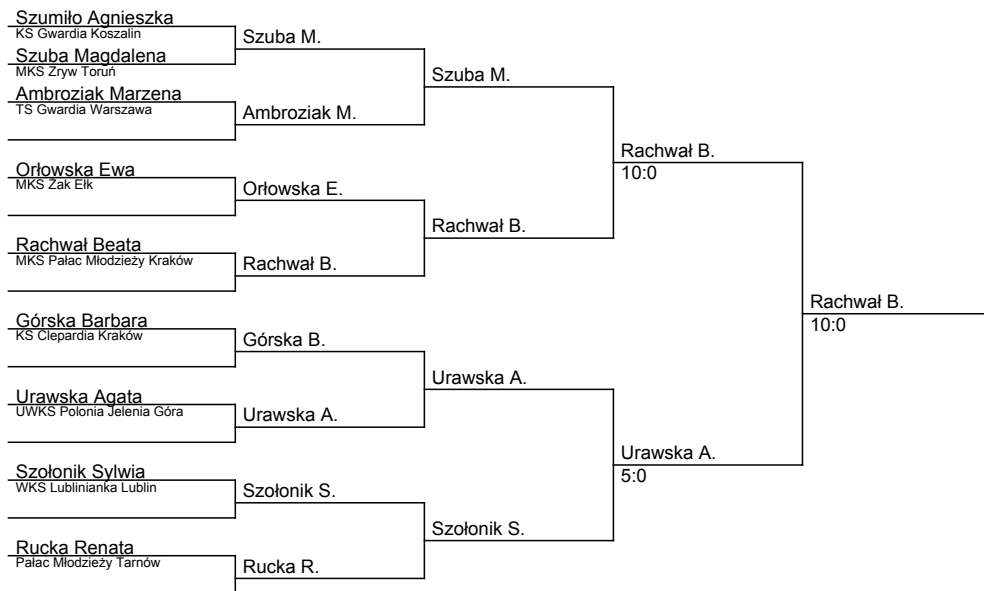 Szumiło Agnieszka
KS Gwardia Koszalin
Szuba M.
Szuba Magdalena
MKS Zryw Toruń
Szuba M.
Ambroziak Marzena
TS Gwardia Warszawa
Ambroziak M.
Rachwał B.
10:0
Orłowska Ewa
MKS Żak Ełk
Orłowska E.
Rachwał B.
Rachwał Beata
MKS Pałac Młodzieży Kraków
Rachwał B.
Rachwał B.
10:0
Górska Barbara
KS Clepardia Kraków
Górska B.
Urawska A.
Urawska Agata
UWKS Polonia Jelenia Góra
Urawska A.
Urawska A.
5:0
Szołonik Sylwia
WKS Lublinianka Lublin
Szołonik S.
Szołonik S.
Rucka Renata
Pałac Młodzieży Tarnów
Rucka R.